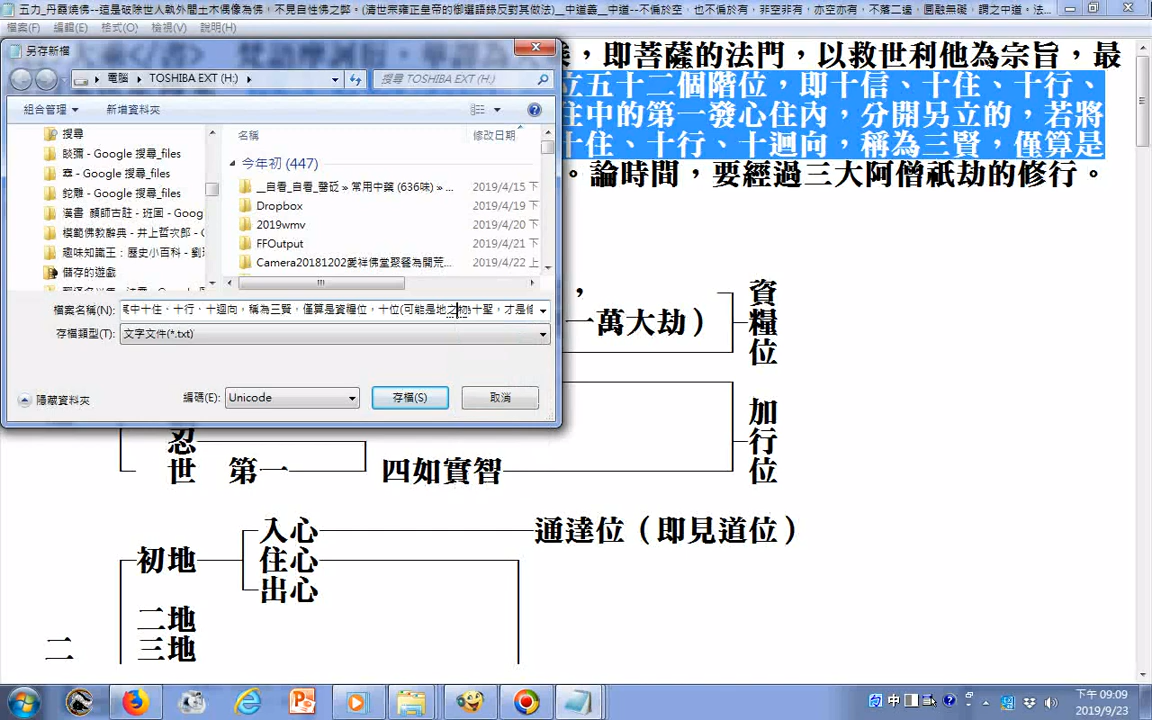 五力_丹霞燒佛--這是破除世人執外間土木偶像為佛，不見自性佛之弊。(清世宗雍正皇帝的御選語錄反對其做法)__中道義__中道--不偏於空，也不偏於有，非空非有，亦空亦有，不落二邊，圓融無礙，謂之中道。法...
檔案(F) 編輯(E) 格式(O) 檢視(V) 說明(H)
另存新檔
電腦 TOSHIBA EXT (H:) 搜尋 TOSHIBA EXT (H:)
組合管理 新增資料夾
，即菩薩的法門，以救世利他為宗旨，最
立五十二個階位，即十信、十住、十行、
住中的第一發心住內，分開另立的，若將
十住、十行、十迴向，稱為三賢，僅算是
。論時間，要經過三大阿僧祇劫的修行。
搜尋
睒彌 - Google 搜尋_files
塞 - Google 搜尋_files
蛇雕 - Google 搜尋_files
漢書 顏師古註 - 班固 - Goog
模範佛教辭典 - 井上哲次郎 - G
趣味知識王：歷史小百科 - 劉
儲存的遊戲
名稱 修改日期
今年初 (447)
__自看_自看_薏苡 » 常用中藥 (636味) »... 2019/4/15 下
Dropbox 2019/4/19 下
2019wmv 2019/4/20 下
FFOutput 2019/4/21 下
Camera20181202愛祥佛堂聚餐為開荒... 2019/4/22 上
檔案名稱(N): 其中十住、十行、十迴向，稱為三賢，僅算是資糧位，十位(可能是地之初)十聖，才是修
存檔類型(T): 文字文件(*.txt)
隱藏資料夾 編碼(E): Unicode 存檔(S) 取消
，
一萬大劫）
資糧位
加行位
忍
世 第一 四如實智
初地 入心 通達位（即見道位）
住心
出心
二地
二 三地
中
下午 09:09
2019/9/23